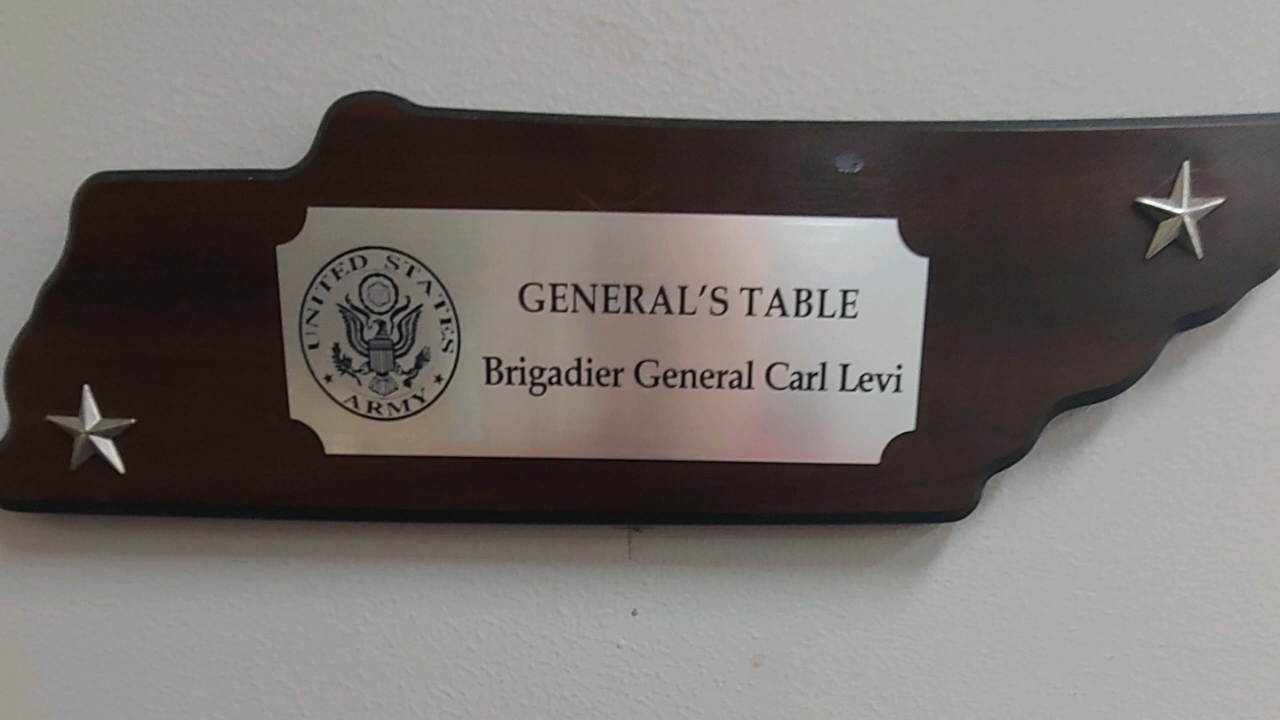 UNITED STATES
ARMY
GENERAL'S TABLE
Brigadier General Carl Levi